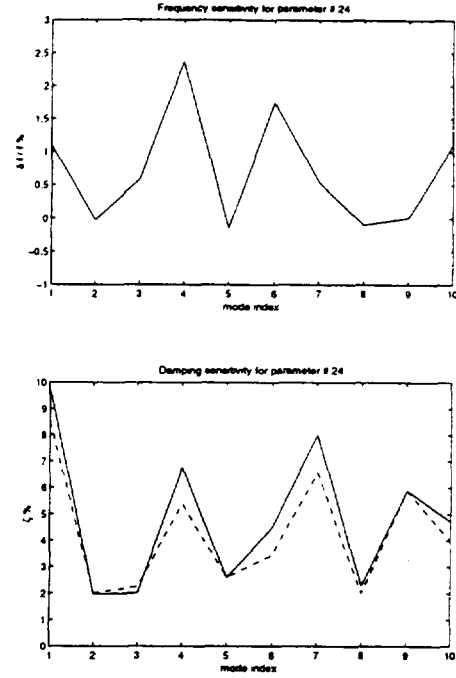 Frequency sensitivity for parameter # 24
3
2.5
2
1.5
1
0.5
0
−0.5
−1
δ f / f %
1 2 3 4 5 6 7 8 9 10
mode index
Damping sensitivity for parameter # 24
10
9
8
7
6
5
4
3
2
1
0
ζ %
1 2 3 4 5 6 7 8 9 10
mode index